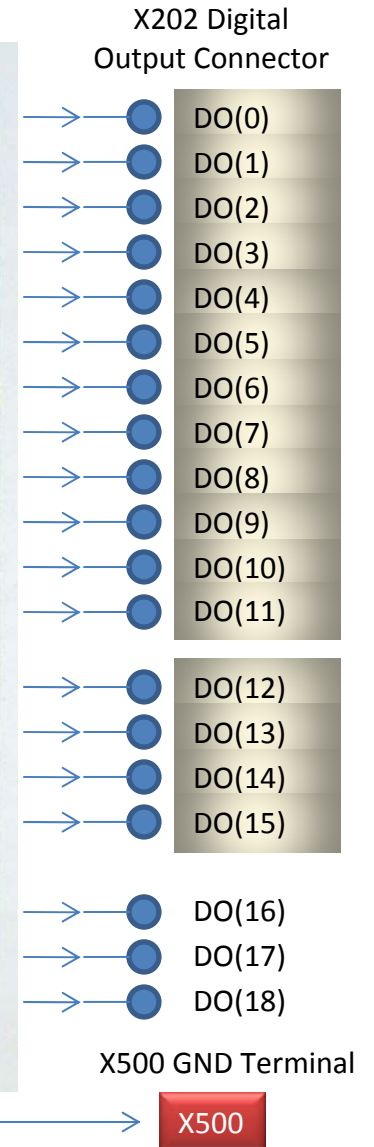 X202 Digital
Output Connector
DO(0)
DO(1)
DO(2)
DO(3)
DO(4)
DO(5)
DO(6)
DO(7)
DO(8)
DO(9)
DO(10)
DO(11)
DO(12)
DO(13)
DO(14)
DO(15)
DO(16)
DO(17)
DO(18)
X500 GND Terminal
X500